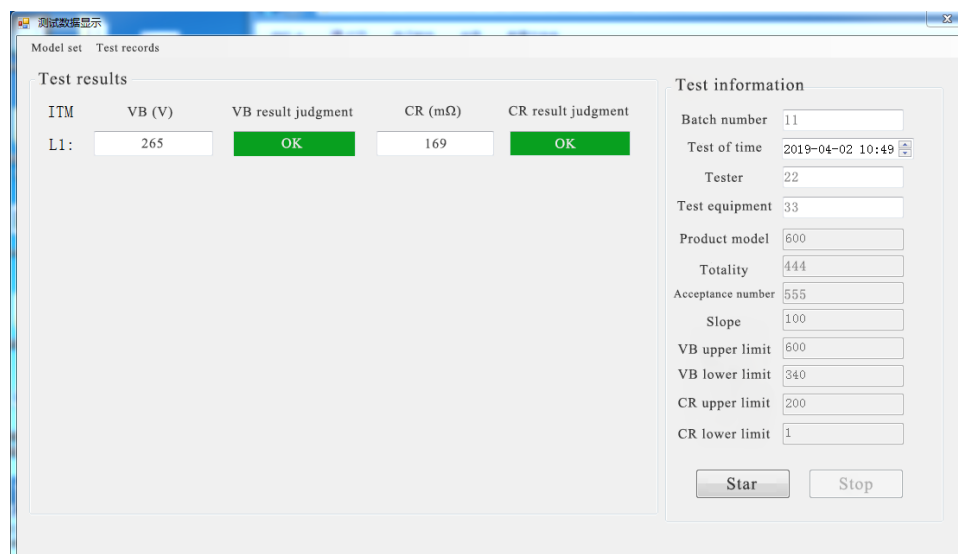 测试数据显示
x
Model set Test records
Test results
ITM VB (V) VB result judgment CR (mΩ) CR result judgment
L1: 265 OK 169 OK
Test information
Batch number 11
Test of time 2019-04-02 10:49
Tester 22
Test equipment 33
Product model 600
Totality 444
Acceptance number 555
Slope 100
VB upper limit 600
VB lower limit 340
CR upper limit 200
CR lower limit 1
Star Stop